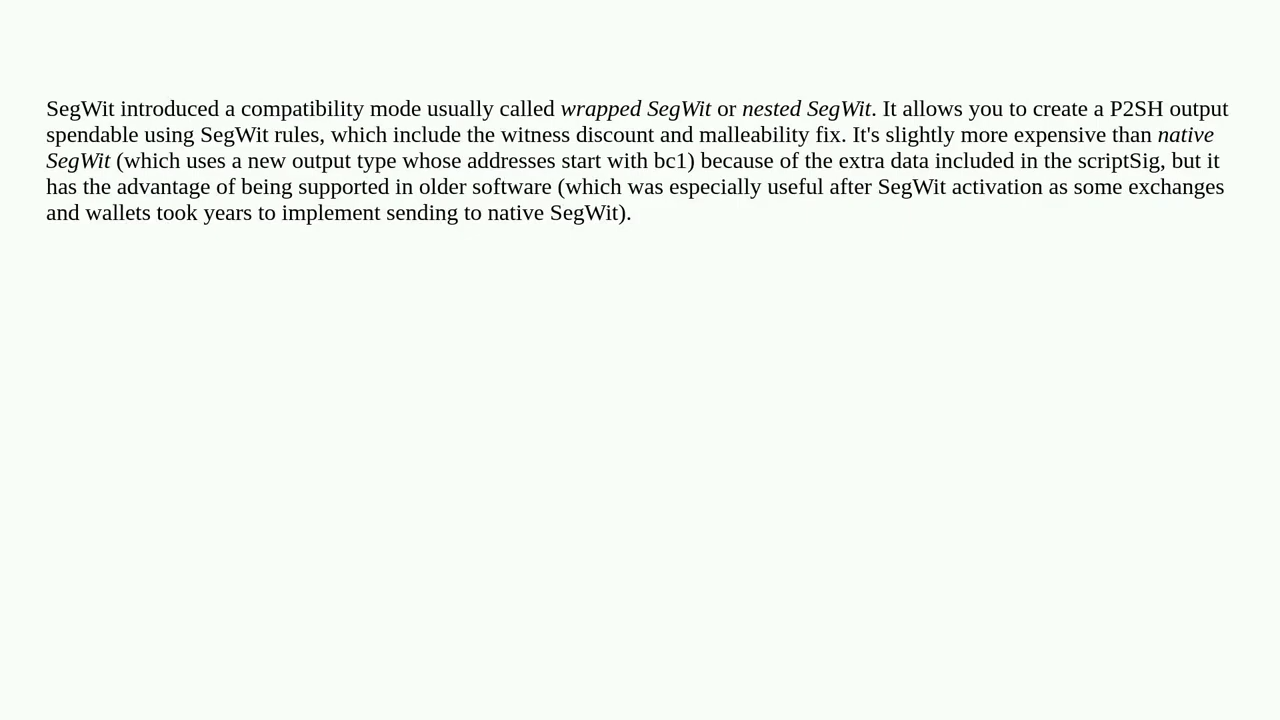 SegWit introduced a compatibility mode usually called wrapped SegWit or nested SegWit. It allows you to create a P2SH output
spendable using SegWit rules, which include the witness discount and malleability fix. It's slightly more expensive than native
SegWit (which uses a new output type whose addresses start with bc1) because of the extra data included in the scriptSig, but it
has the advantage of being supported in older software (which was especially useful after SegWit activation as some exchanges
and wallets took years to implement sending to native SegWit).